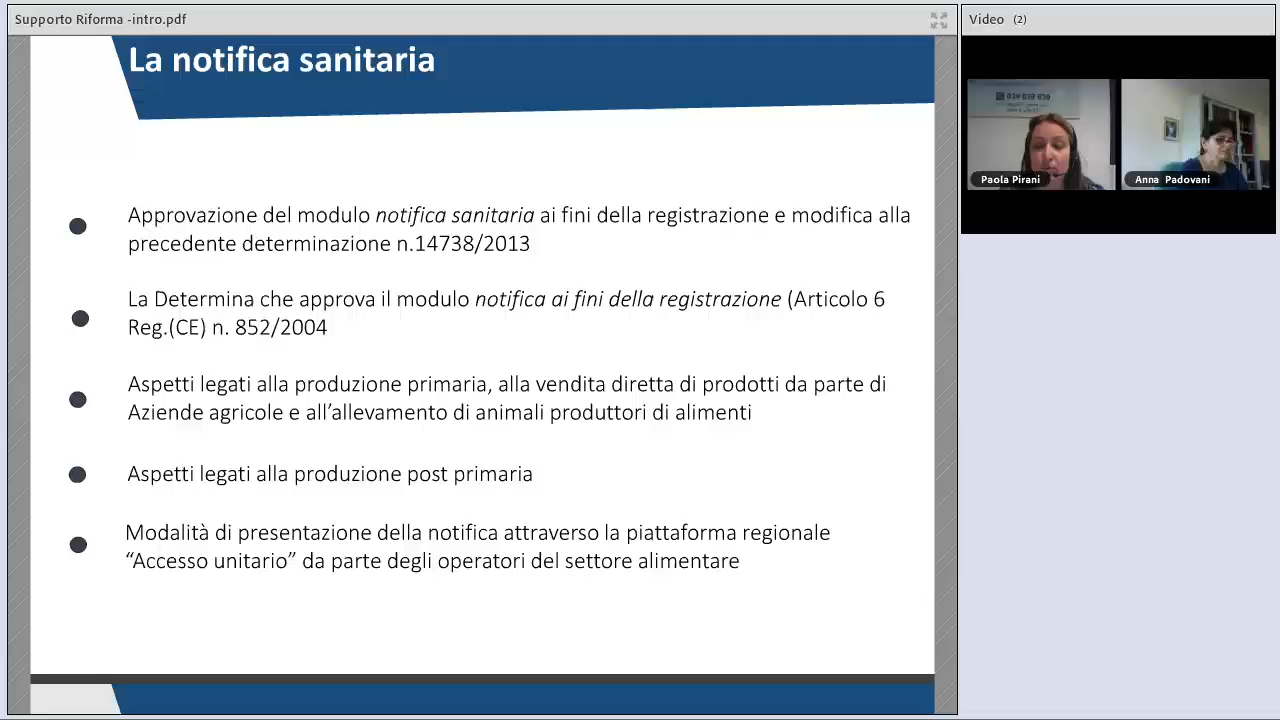 Supporto Riforma -intro.pdf
La notifica sanitaria
Approvazione del modulo notifica sanitaria ai fini della registrazione e modifica alla
precedente determinazione n.14738/2013
La Determina che approva il modulo notifica ai fini della registrazione (Articolo 6
Reg.(CE) n. 852/2004
Aspetti legati alla produzione primaria, alla vendita diretta di prodotti da parte di
Aziende agricole e all’allevamento di animali produttori di alimenti
Aspetti legati alla produzione post primaria
Modalità di presentazione della notifica attraverso la piattaforma regionale
“Accesso unitario” da parte degli operatori del settore alimentare
Video (2)
Paola Pirani
Anna Padovani